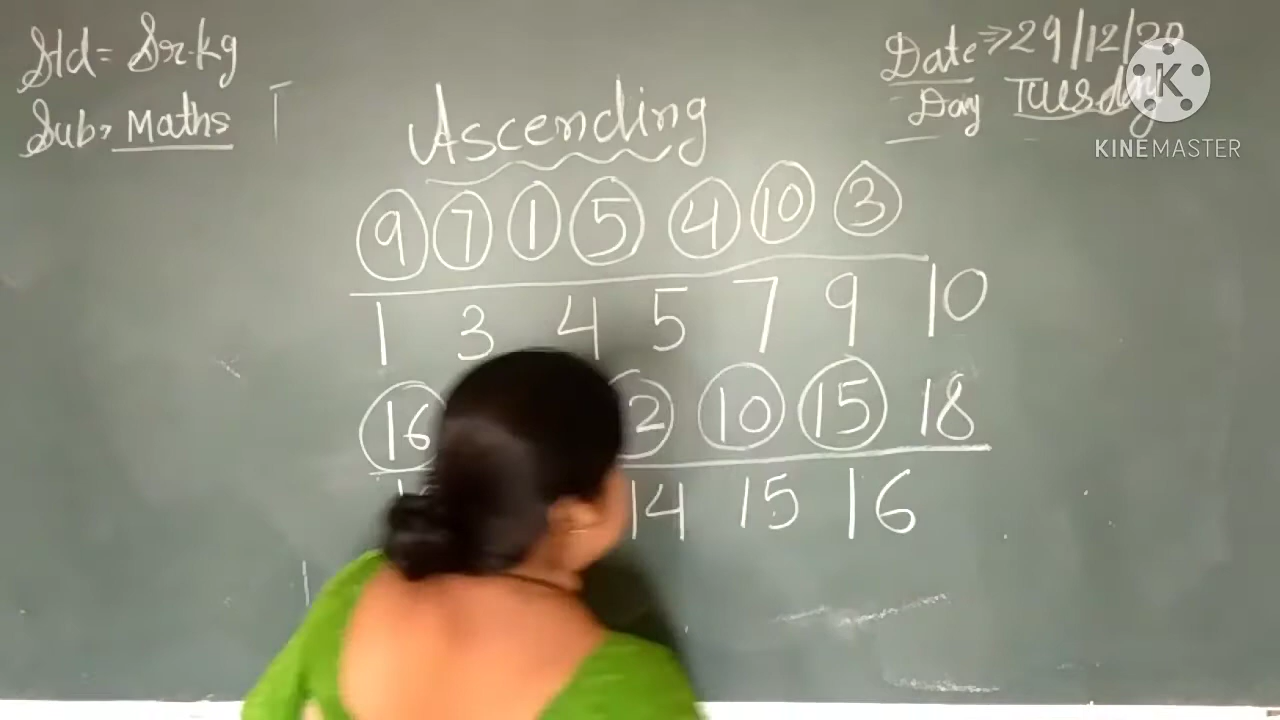 Std = Sr.kg
Sub> Maths
Ascending
Date ⇒ 29/12/20
Day Tuesday
KINEMASTER
9 7 1 5 4 10 3
1 3 4 5 7 9 10
16 10 15 18
14 15 16